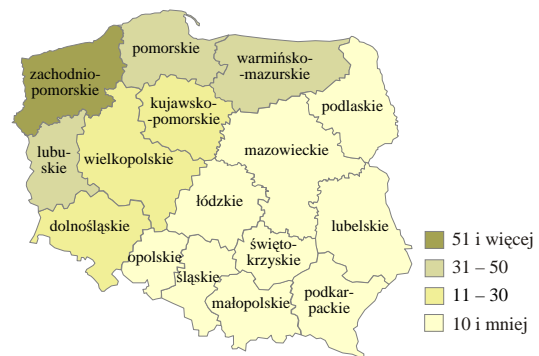 pomorskie
warmińsko-
-mazurskie
zachodnio-
pomorskie
podlaskie
kujawsko-
-pomorskie
lubu-
skie
wielkopolskie
mazowieckie
łódzkie
dolnośląskie
lubelskie
święto-
krzyskie
opolskie
śląskie
małopolskie
podkar-
packie
51 i więcej
31 – 50
11 – 30
10 i mniej